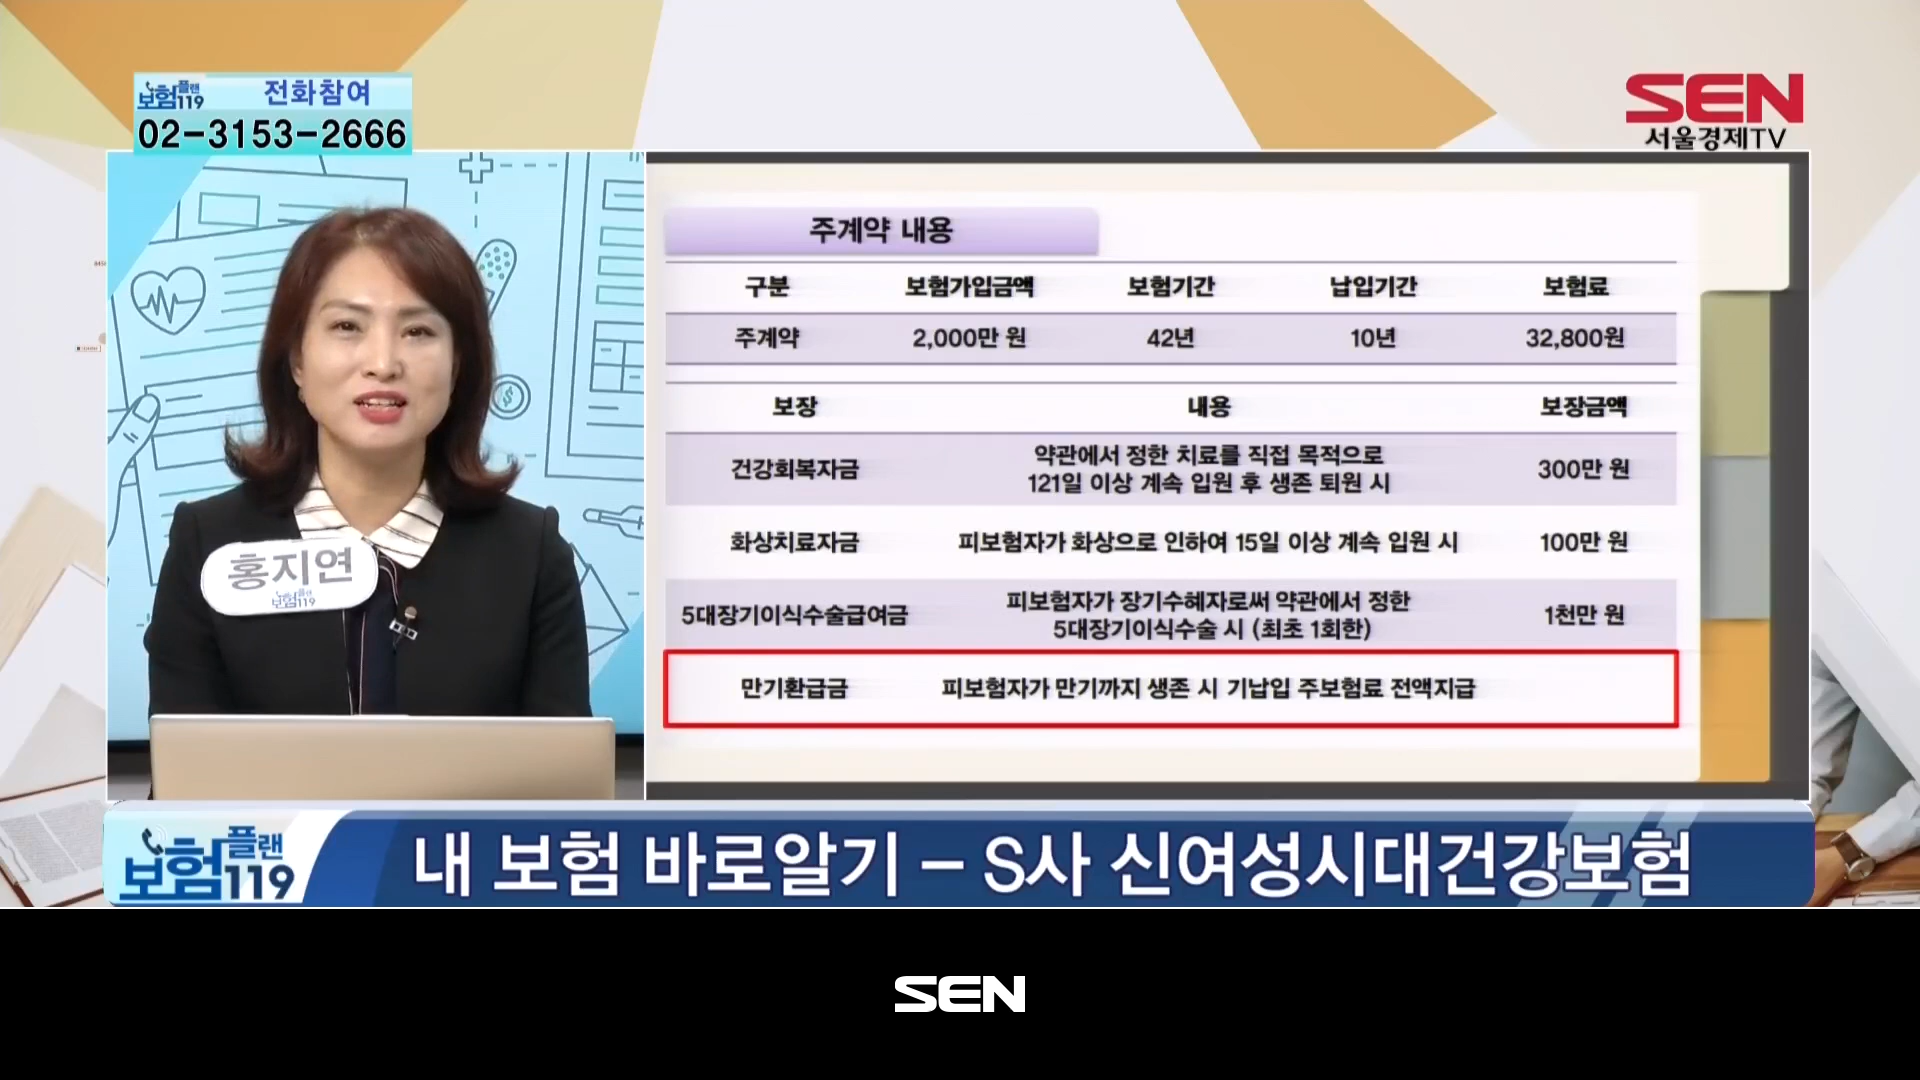 보험플랜119 전화참여
02-3153-2666
SEN
서울경제TV
주계약 내용
구분 보험가입금액 보험기간 납입기간 보험료
주계약 2,000만 원 42년 10년 32,800원
보장 내용 보장금액
건강회복자금 약관에서 정한 치료를 직접 목적으로
121일 이상 계속 입원 후 생존 퇴원 시 300만 원
화상치료자금 피보험자가 화상으로 인하여 15일 이상 계속 입원 시 100만 원
5대장기이식수술급여금 피보험자가 장기수혜자로써 약관에서 정한
5대장기이식수술 시 (최초 1회한) 1천만 원
만기환급금 피보험자가 만기까지 생존 시 기납입 주보험료 전액지급
홍지연
보험플랜119
보험플랜119
내 보험 바로알기 - S사 신여성시대건강보험
SEN